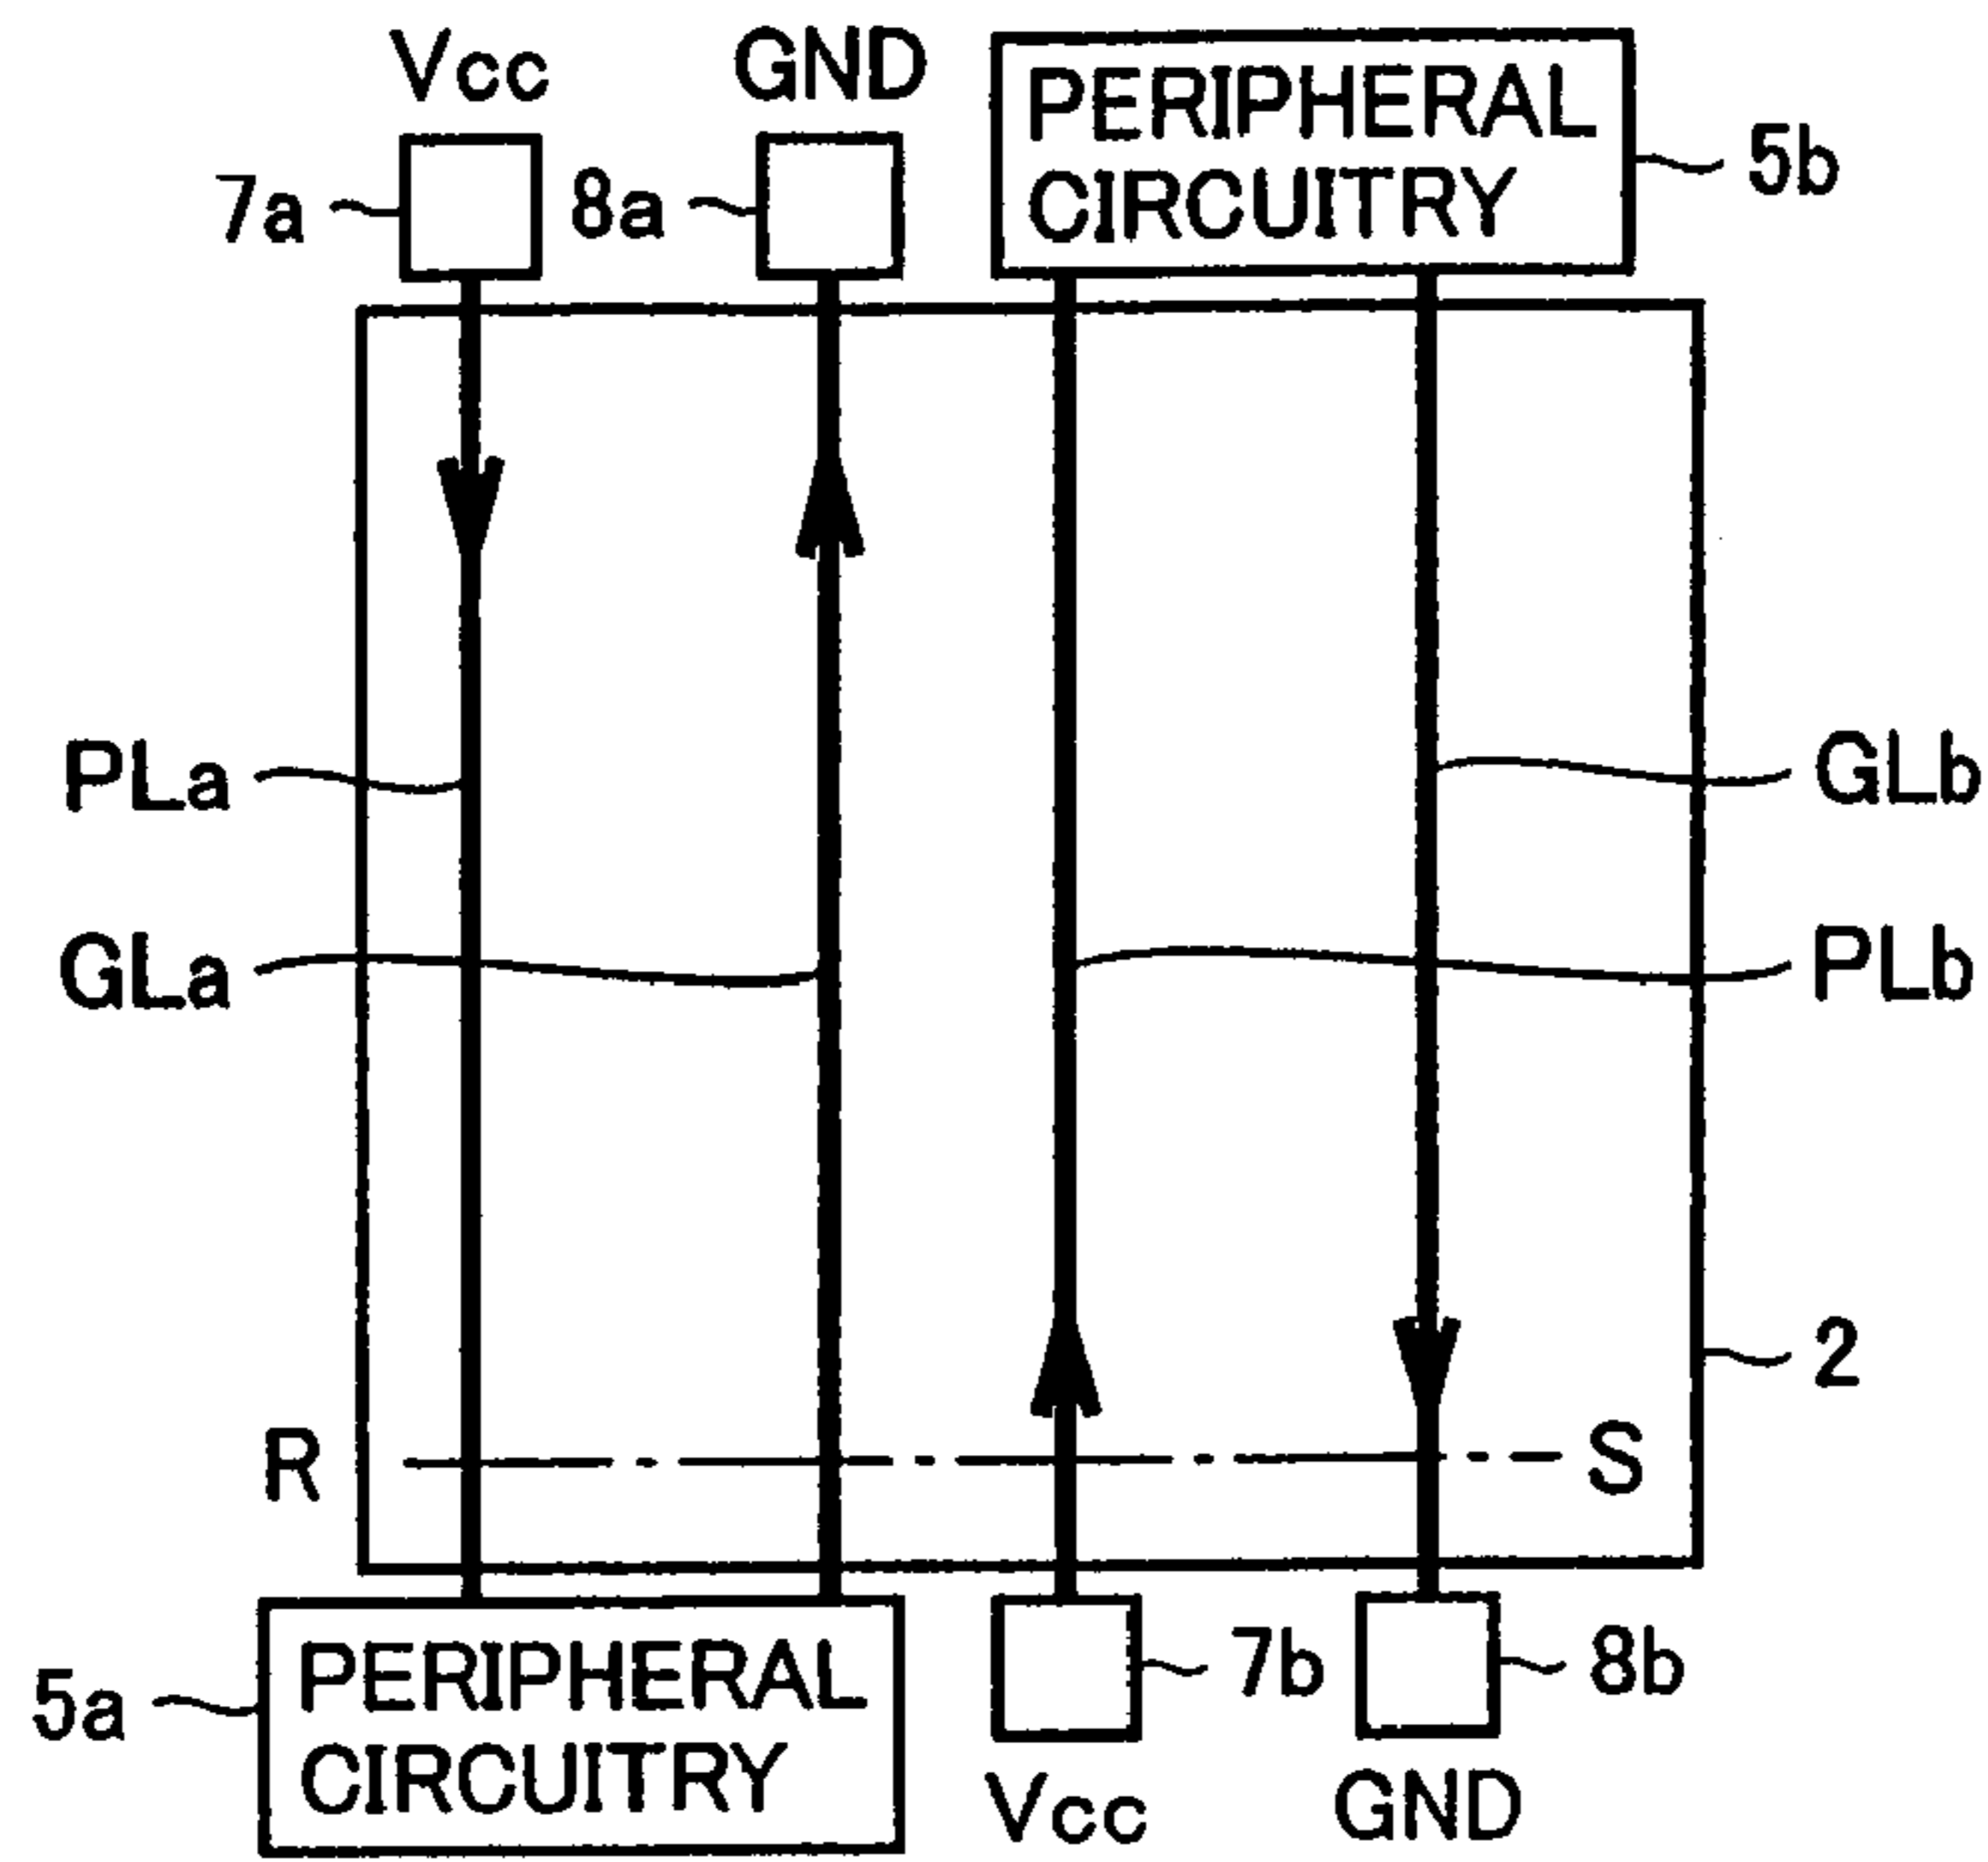 Vcc
GND
PERIPHERAL
CIRCUITRY
5b
7a
8a
PLa
GLb
GLa
PLb
2
R
S
5a
PERIPHERAL
CIRCUITRY
7b
8b
Vcc
GND